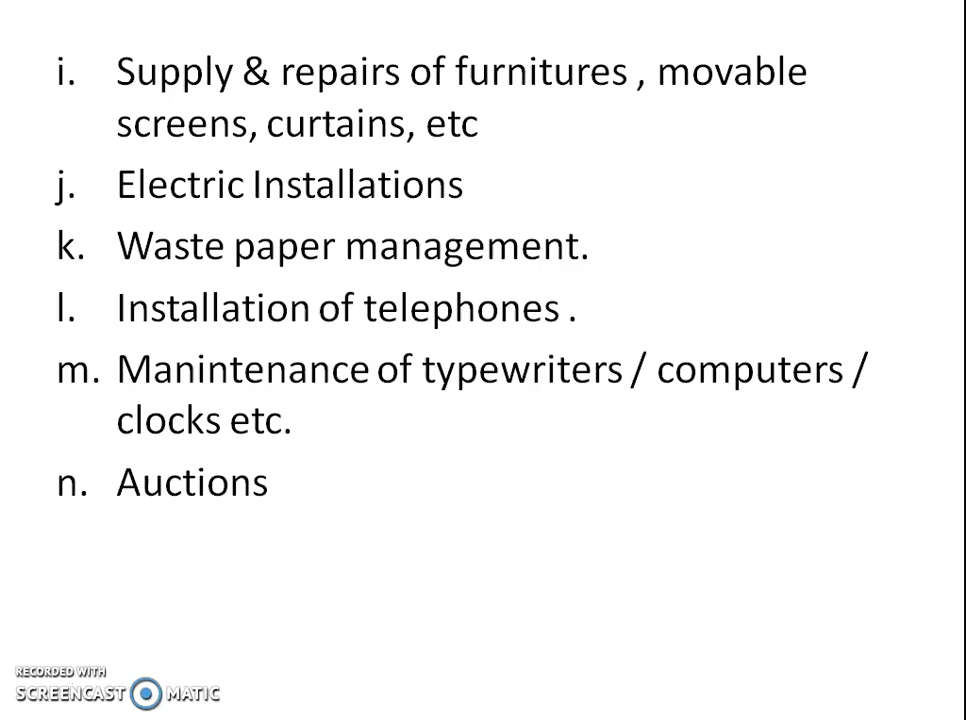 i. Supply & repairs of furnitures , movable
screens, curtains, etc
j. Electric Installations
k. Waste paper management.
l. Installation of telephones .
m. Manintenance of typewriters / computers /
clocks etc.
n. Auctions
RECORDED WITH
SCREENCAST MATIC